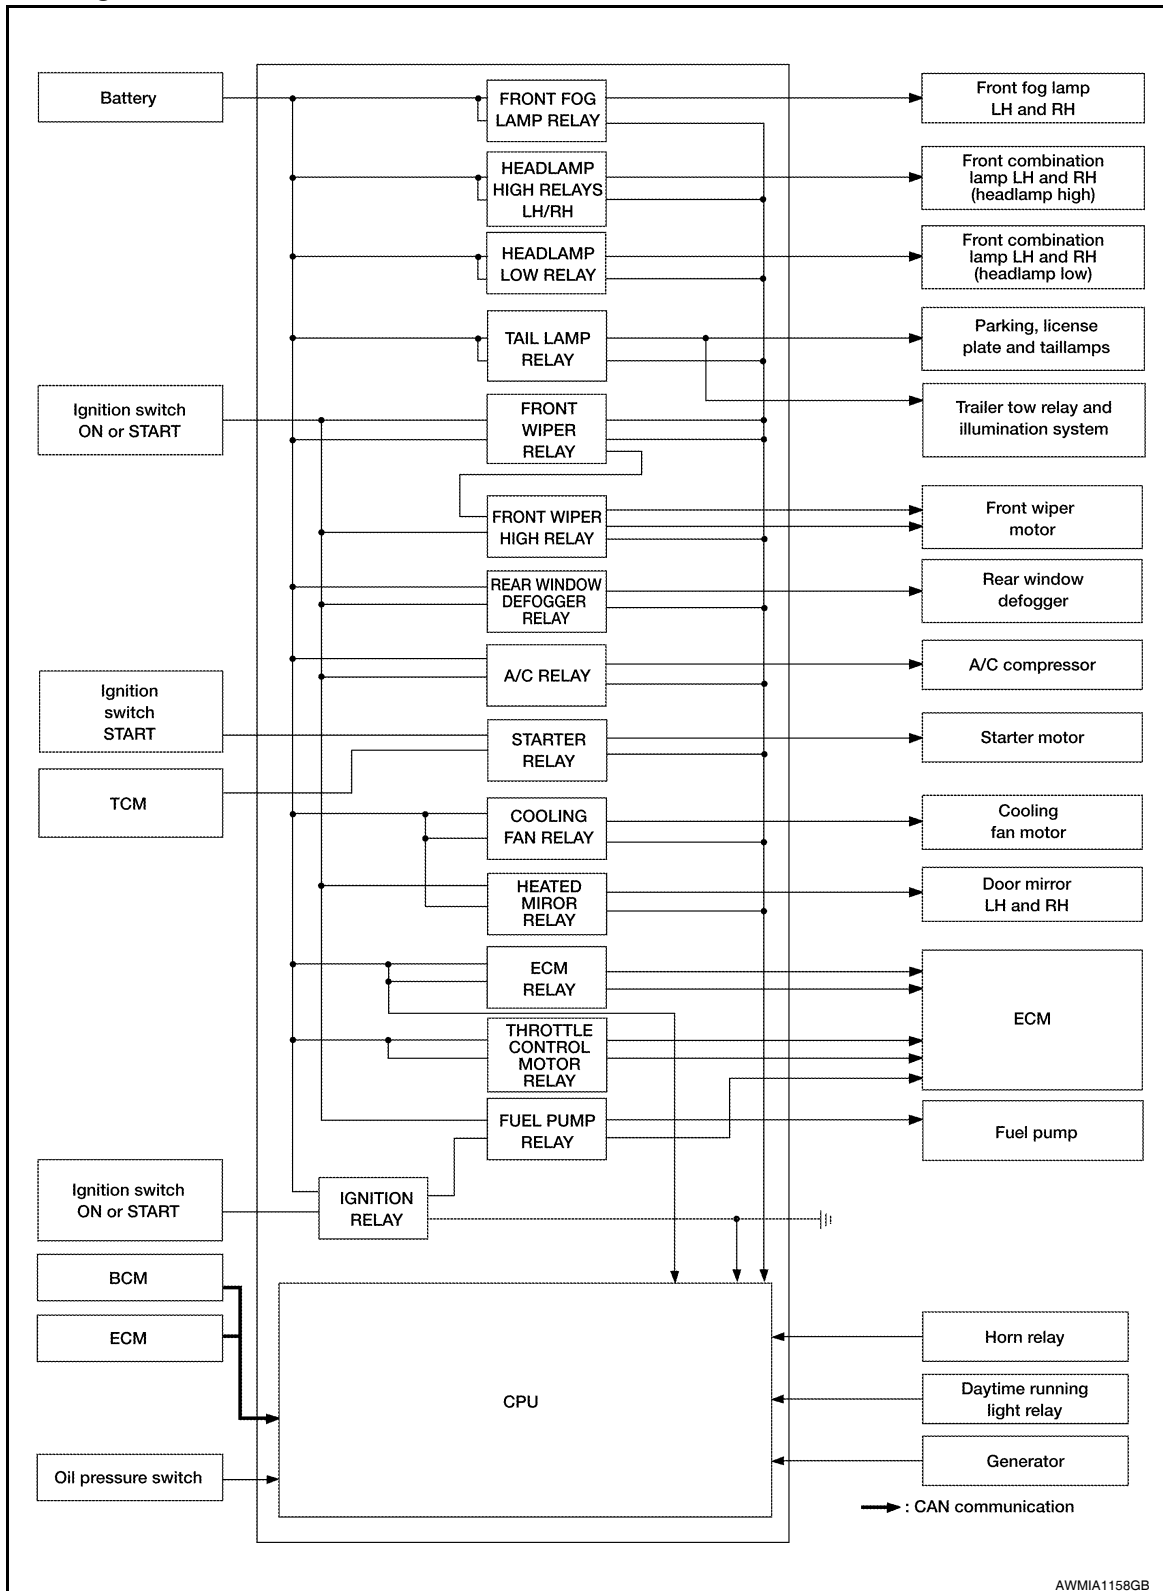 Battery
FRONT FOG
LAMP RELAY
Front fog lamp
LH and RH
HEADLAMP
HIGH RELAYS
LH/RH
Front combination
lamp LH and RH
(headlamp high)
HEADLAMP
LOW RELAY
Front combination
lamp LH and RH
(headlamp low)
TAIL LAMP
RELAY
Parking, license
plate and taillamps
Ignition switch
ON or START
FRONT
WIPER
RELAY
Trailer tow relay and
illumination system
FRONT WIPER
HIGH RELAY
Front wiper
motor
REAR WINDOW
DEFOGGER
RELAY
Rear window
defogger
Ignition
switch
START
A/C RELAY
A/C compressor
STARTER
RELAY
Starter motor
TCM
COOLING
FAN RELAY
Cooling
fan motor
HEATED
MIROR
RELAY
Door mirror
LH and RH
ECM
RELAY
ECM
THROTTLE
CONTROL
MOTOR
RELAY
FUEL PUMP
RELAY
Fuel pump
Ignition switch
ON or START
IGNITION
RELAY
BCM
ECM
CPU
Horn relay
Daytime running
light relay
Oil pressure switch
Generator
: CAN communication
AWMIA1158GB